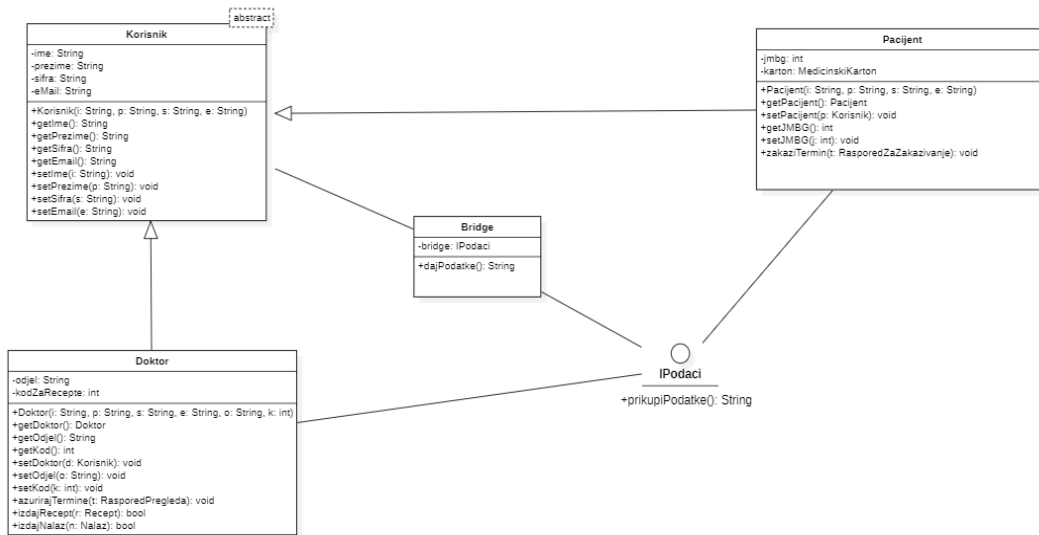 abstract
Korisnik
-ime: String
-prezime: String
-sifra: String
-eMail: String
+Korisnik(i: String, p: String, s: String, e: String)
+getIme(): String
+getPrezime(): String
+getSifra(): String
+getEmail(): String
+setIme(i: String): void
+setPrezime(p: String): void
+setSifra(s: String): void
+setEmail(e: String): void
Pacijent
-jmbg: int
-karton: MedicinskiKarton
+Pacijent(i: String, p: String, s: String, e: String)
+getPacijent(): Pacijent
+setPacijent(p: Korisnik): void
+getJMBG(): int
+setJMBG(j: int): void
+zakaziTermin(t: RasporedZaZakazivanje): void
Bridge
-bridge: IPodaci
+dajPodatke(): String
IPodaci
+prikupiPodatke(): String
Doktor
-odjel: String
-kodZaRecepte: int
+Doktor(i: String, p: String, s: String, e: String, o: String, k: int)
+getDoktor(): Doktor
+getOdjel(): String
+getKod(): int
+setDoktor(d: Korisnik): void
+setOdjel(o: String): void
+setKod(k: int): void
+azurirajTermine(t: RasporedPregleda): void
+izdajRecept(r: Recept): bool
+izdajNalaz(n: Nalaz): bool